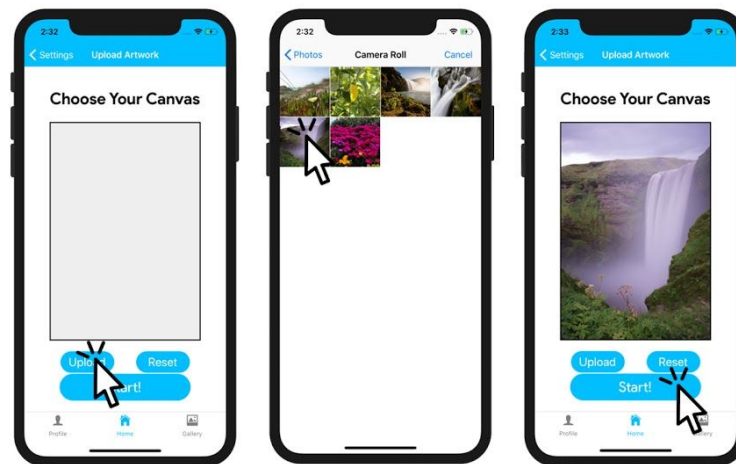 2:32
Settings Upload Artwork
Choose Your Canvas
Upload Reset
Start!
Profile Home Gallery
2:32
Photos Camera Roll Cancel
2:33
Settings Upload Artwork
Choose Your Canvas
Upload Reset
Start!
Profile Home Gallery